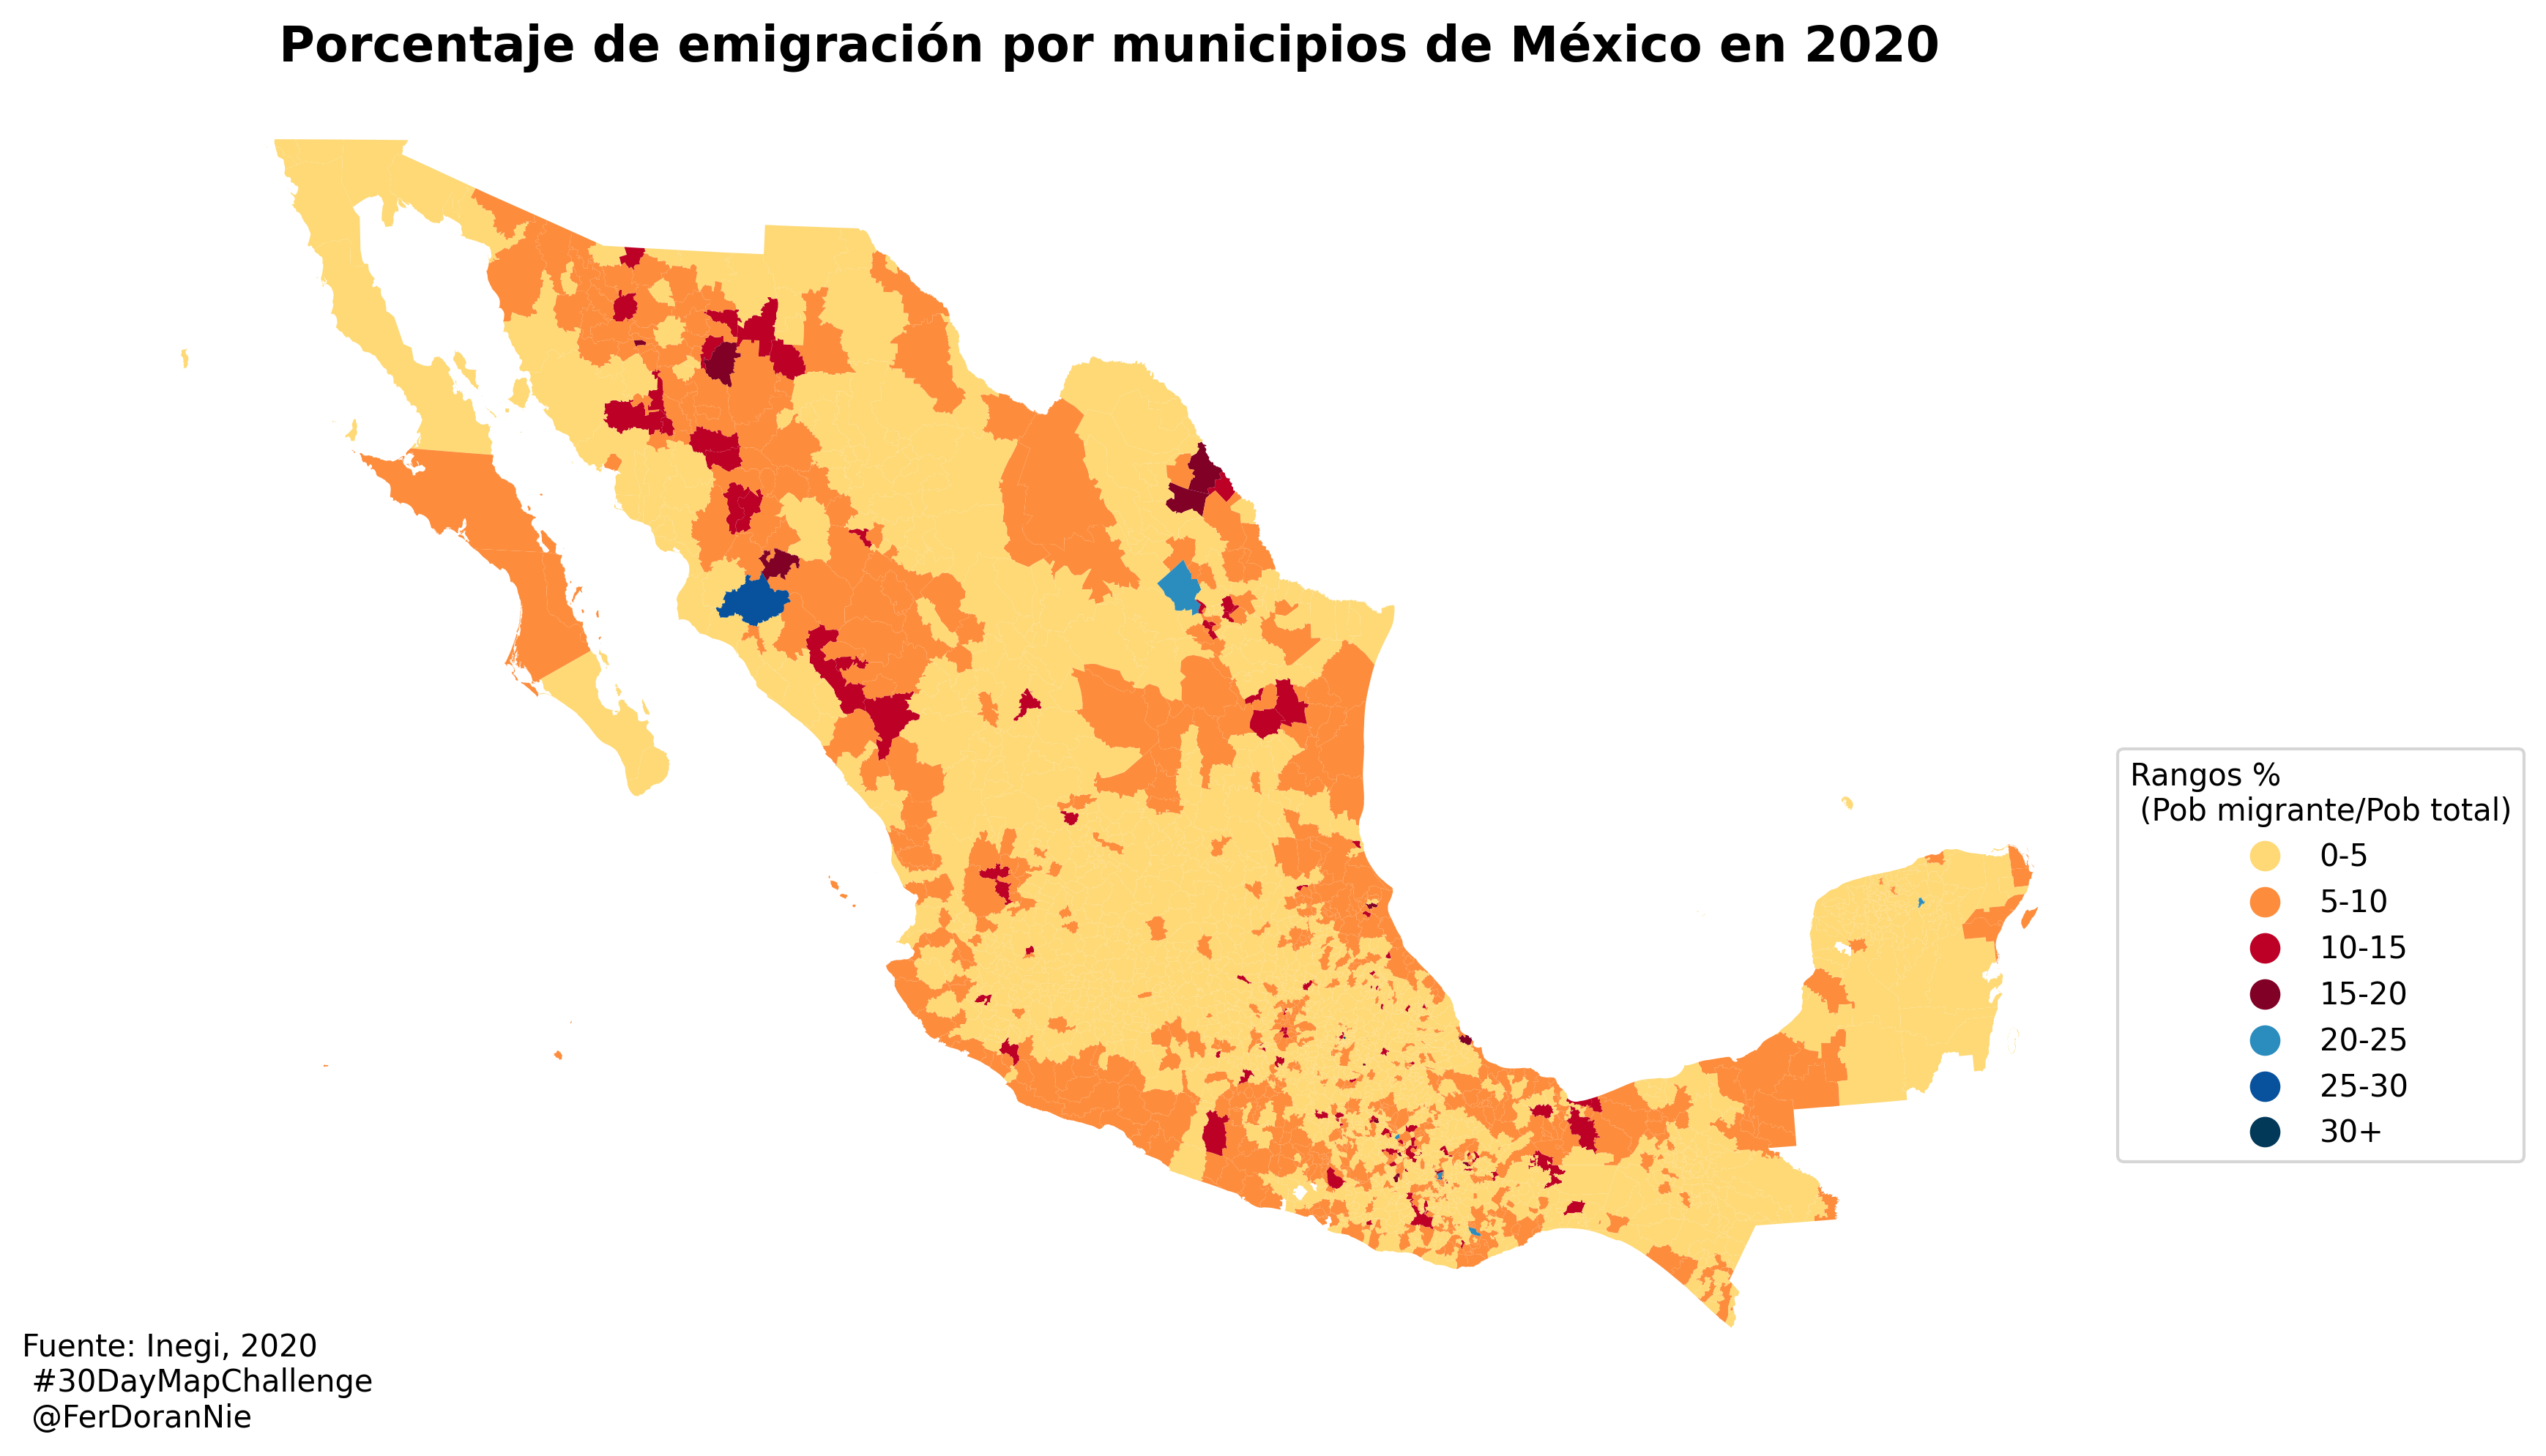 Porcentaje de emigración por municipios de México en 2020
Rangos %
(Pob migrante/Pob total)
0-5
5-10
10-15
15-20
20-25
25-30
30+
Fuente: Inegi, 2020
#30DayMapChallenge
@FerDoranNie